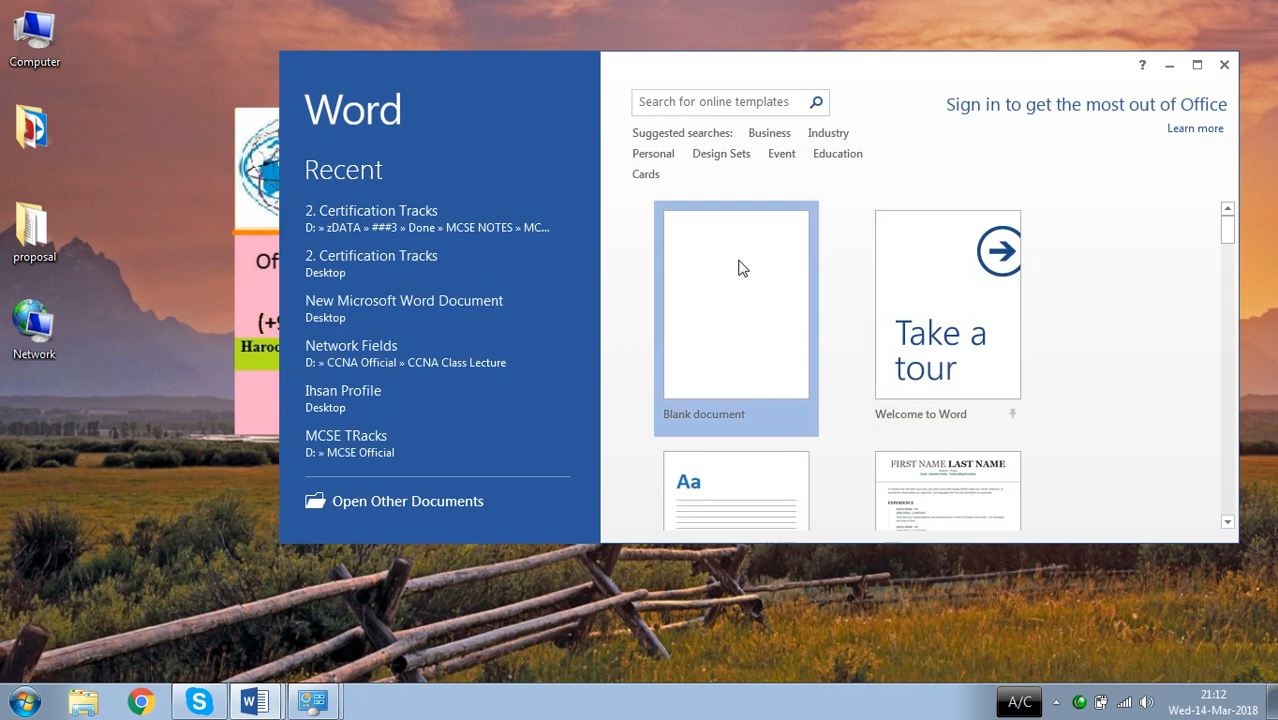 Computer
proposal
Network
Of
(+9
Haroo
Word
Recent
2. Certification Tracks
D: » zDATA » ###3 » Done » MCSE NOTES » MC...
2. Certification Tracks
Desktop
New Microsoft Word Document
Desktop
Network Fields
D: » CCNA Official » CCNA Class Lecture
Ihsan Profile
Desktop
MCSE TRacks
D: » MCSE Official
Open Other Documents
?
Search for online templates
Sign in to get the most out of Office
Learn more
Suggested searches: Business Industry
Personal Design Sets Event Education
Cards
Blank document
Take a
tour
Welcome to Word
Aa
FIRST NAME LAST NAME
EXPERIENCE
A/C
21:12
Wed-14-Mar-2018